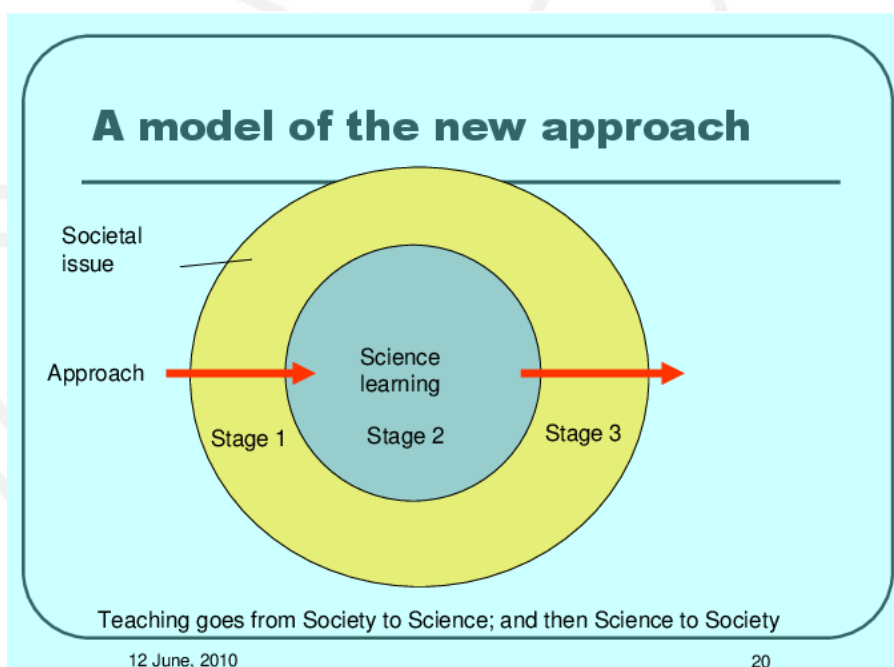 A model of the new approach
Societal
issue
Approach
Science
learning
Stage 1
Stage 2
Stage 3
Teaching goes from Society to Science; and then Science to Society
12 June, 2010
20